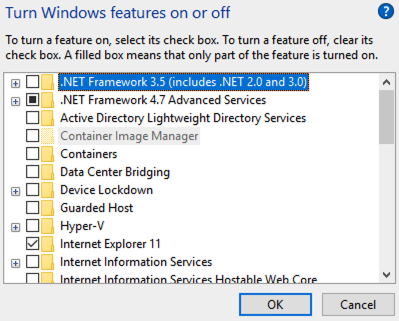 Turn Windows features on or off
?
To turn a feature on, select its check box. To turn a feature off, clear its
check box. A filled box means that only part of the feature is turned on.
.NET Framework 3.5 (includes .NET 2.0 and 3.0)
.NET Framework 4.7 Advanced Services
Active Directory Lightweight Directory Services
Container Image Manager
Containers
Data Center Bridging
Device Lockdown
Guarded Host
Hyper-V
Internet Explorer 11
Internet Information Services
Internet Information Services Hostable Web Core
OK
Cancel